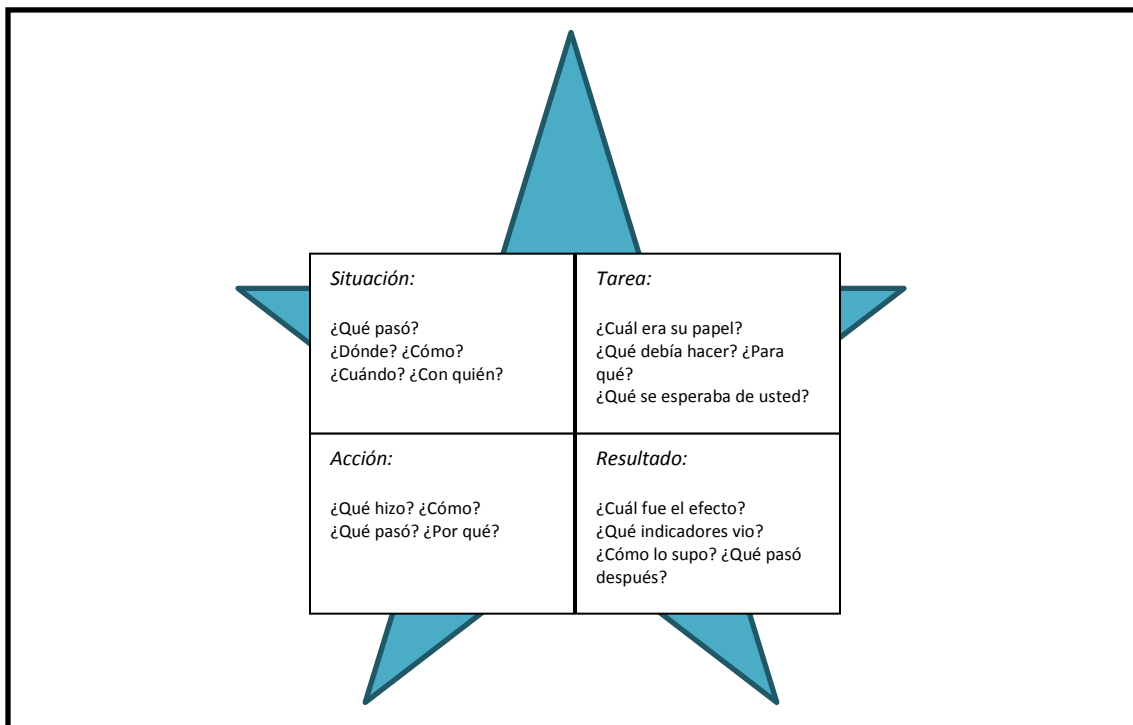 Situación:
¿Qué pasó?
¿Dónde? ¿Cómo?
¿Cuándo? ¿Con quién?
Tarea:
¿Cuál era su papel?
¿Qué debía hacer? ¿Para
qué?
¿Qué se esperaba de usted?
Acción:
¿Qué hizo? ¿Cómo?
¿Qué pasó? ¿Por qué?
Resultado:
¿Cuál fue el efecto?
¿Qué indicadores vio?
¿Cómo lo supo? ¿Qué pasó
después?